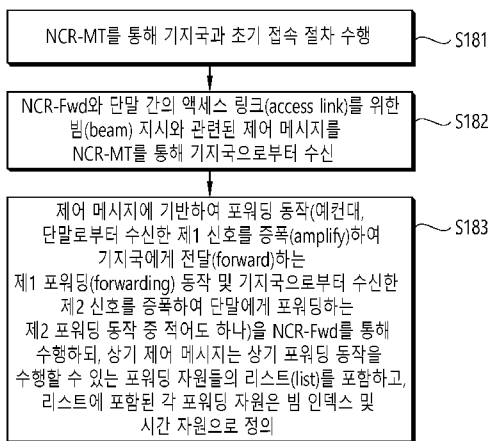 NCR-MT를 통해 기지국과 초기 접속 절차 수행
S181
NCR-Fwd와 단말 간의 액세스 링크(access link)를 위한
빔(beam) 지시와 관련된 제어 메시지를
NCR-MT를 통해 기지국으로부터 수신
S182
제어 메시지에 기반하여 포워딩 동작(예컨대,
단말로부터 수신한 제1 신호를 증폭(amplify)하여
기지국에게 전달(forward)하는
제1 포워딩(forwarding) 동작 및 기지국으로부터 수신한
제2 신호를 증폭하여 단말에게 포워딩하는
제2 포워딩 동작 중 적어도 하나)을 NCR-Fwd를 통해
수행하되, 상기 제어 메시지는 상기 포워딩 동작을
수행할 수 있는 포워딩 자원들의 리스트(list)를 포함하고,
리스트에 포함된 각 포워딩 자원은 빔 인덱스 및
시간 자원으로 정의
S183